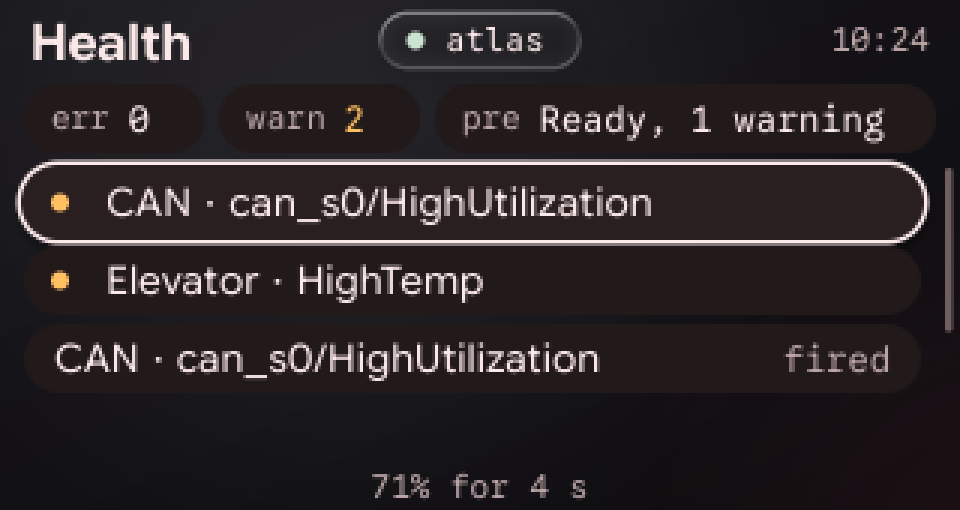 Health atlas 10:24
err 0 warn 2 pre Ready, 1 warning
CAN · can_s0/HighUtilization
Elevator · HighTemp
CAN · can_s0/HighUtilization fired
71% for 4 s